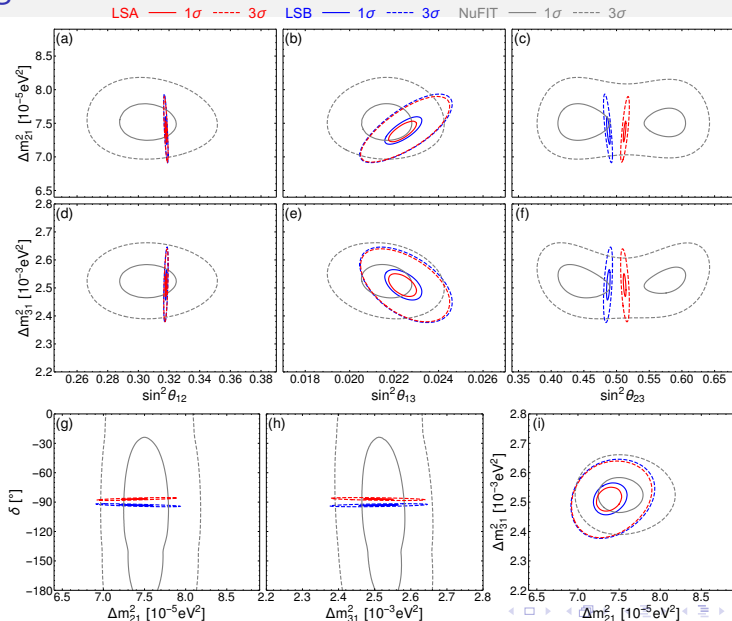 LSA 1σ 3σ LSB 1σ 3σ NuFIT 1σ 3σ
(a) (b) (c)
8.5
8.0
7.5
7.0
6.5
Δm²₂₁ [10⁻⁵eV²]
(d) (e) (f)
2.8
2.7
2.6
2.5
2.4
2.3
2.2
Δm²₃₁ [10⁻³eV²]
0.26 0.28 0.30 0.32 0.34 0.36 0.38 0.018 0.020 0.022 0.024 0.026 0.35 0.40 0.45 0.50 0.55 0.60 0.65
sin²θ₁₂ sin²θ₁₃ sin²θ₂₃
(g) (h) (i)
0
-30
-60
-90
-120
-150
-180
δ [°]
2.8
2.7
2.6
2.5
2.4
2.3
2.2
Δm²₃₁ [10⁻³eV²]
6.5 7.0 7.5 8.0 8.5 2.2 2.3 2.4 2.5 2.6 2.7 2.8 6.5 7.0 7.5 8.0 8.5
Δm²₂₁ [10⁻⁵eV²] Δm²₃₁ [10⁻³eV²] Δm²₂₁ [10⁻⁵eV²]